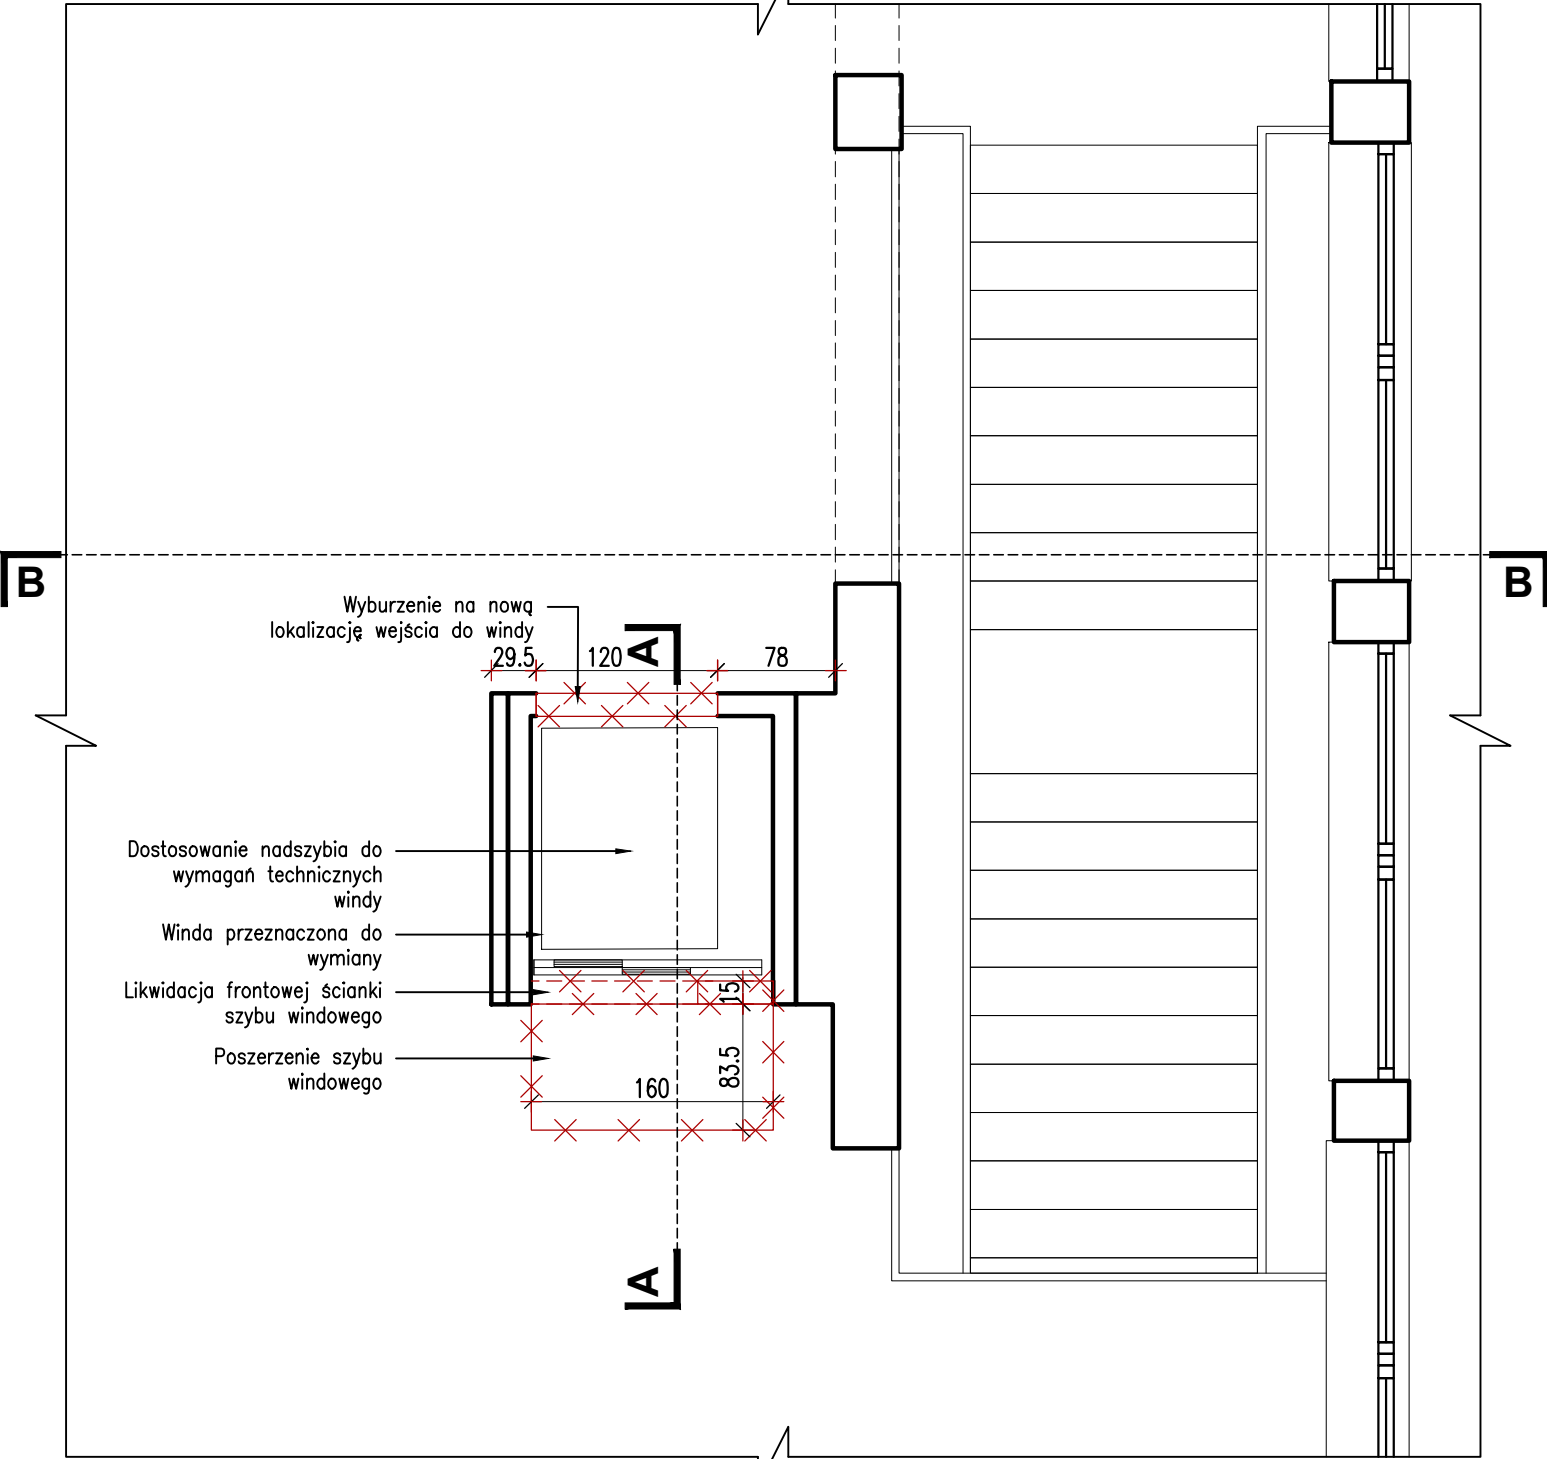 B
B
Wyburzenie na nową
lokalizację wejścia do windy
A
29.5
120
78
Dostosowanie nadszybia do
wymagań technicznych
windy
Winda przeznaczona do
wymiany
Likwidacja frontowej ścianki
szybu windowego
15
Poszerzenie szybu
windowego
83.5
160
A